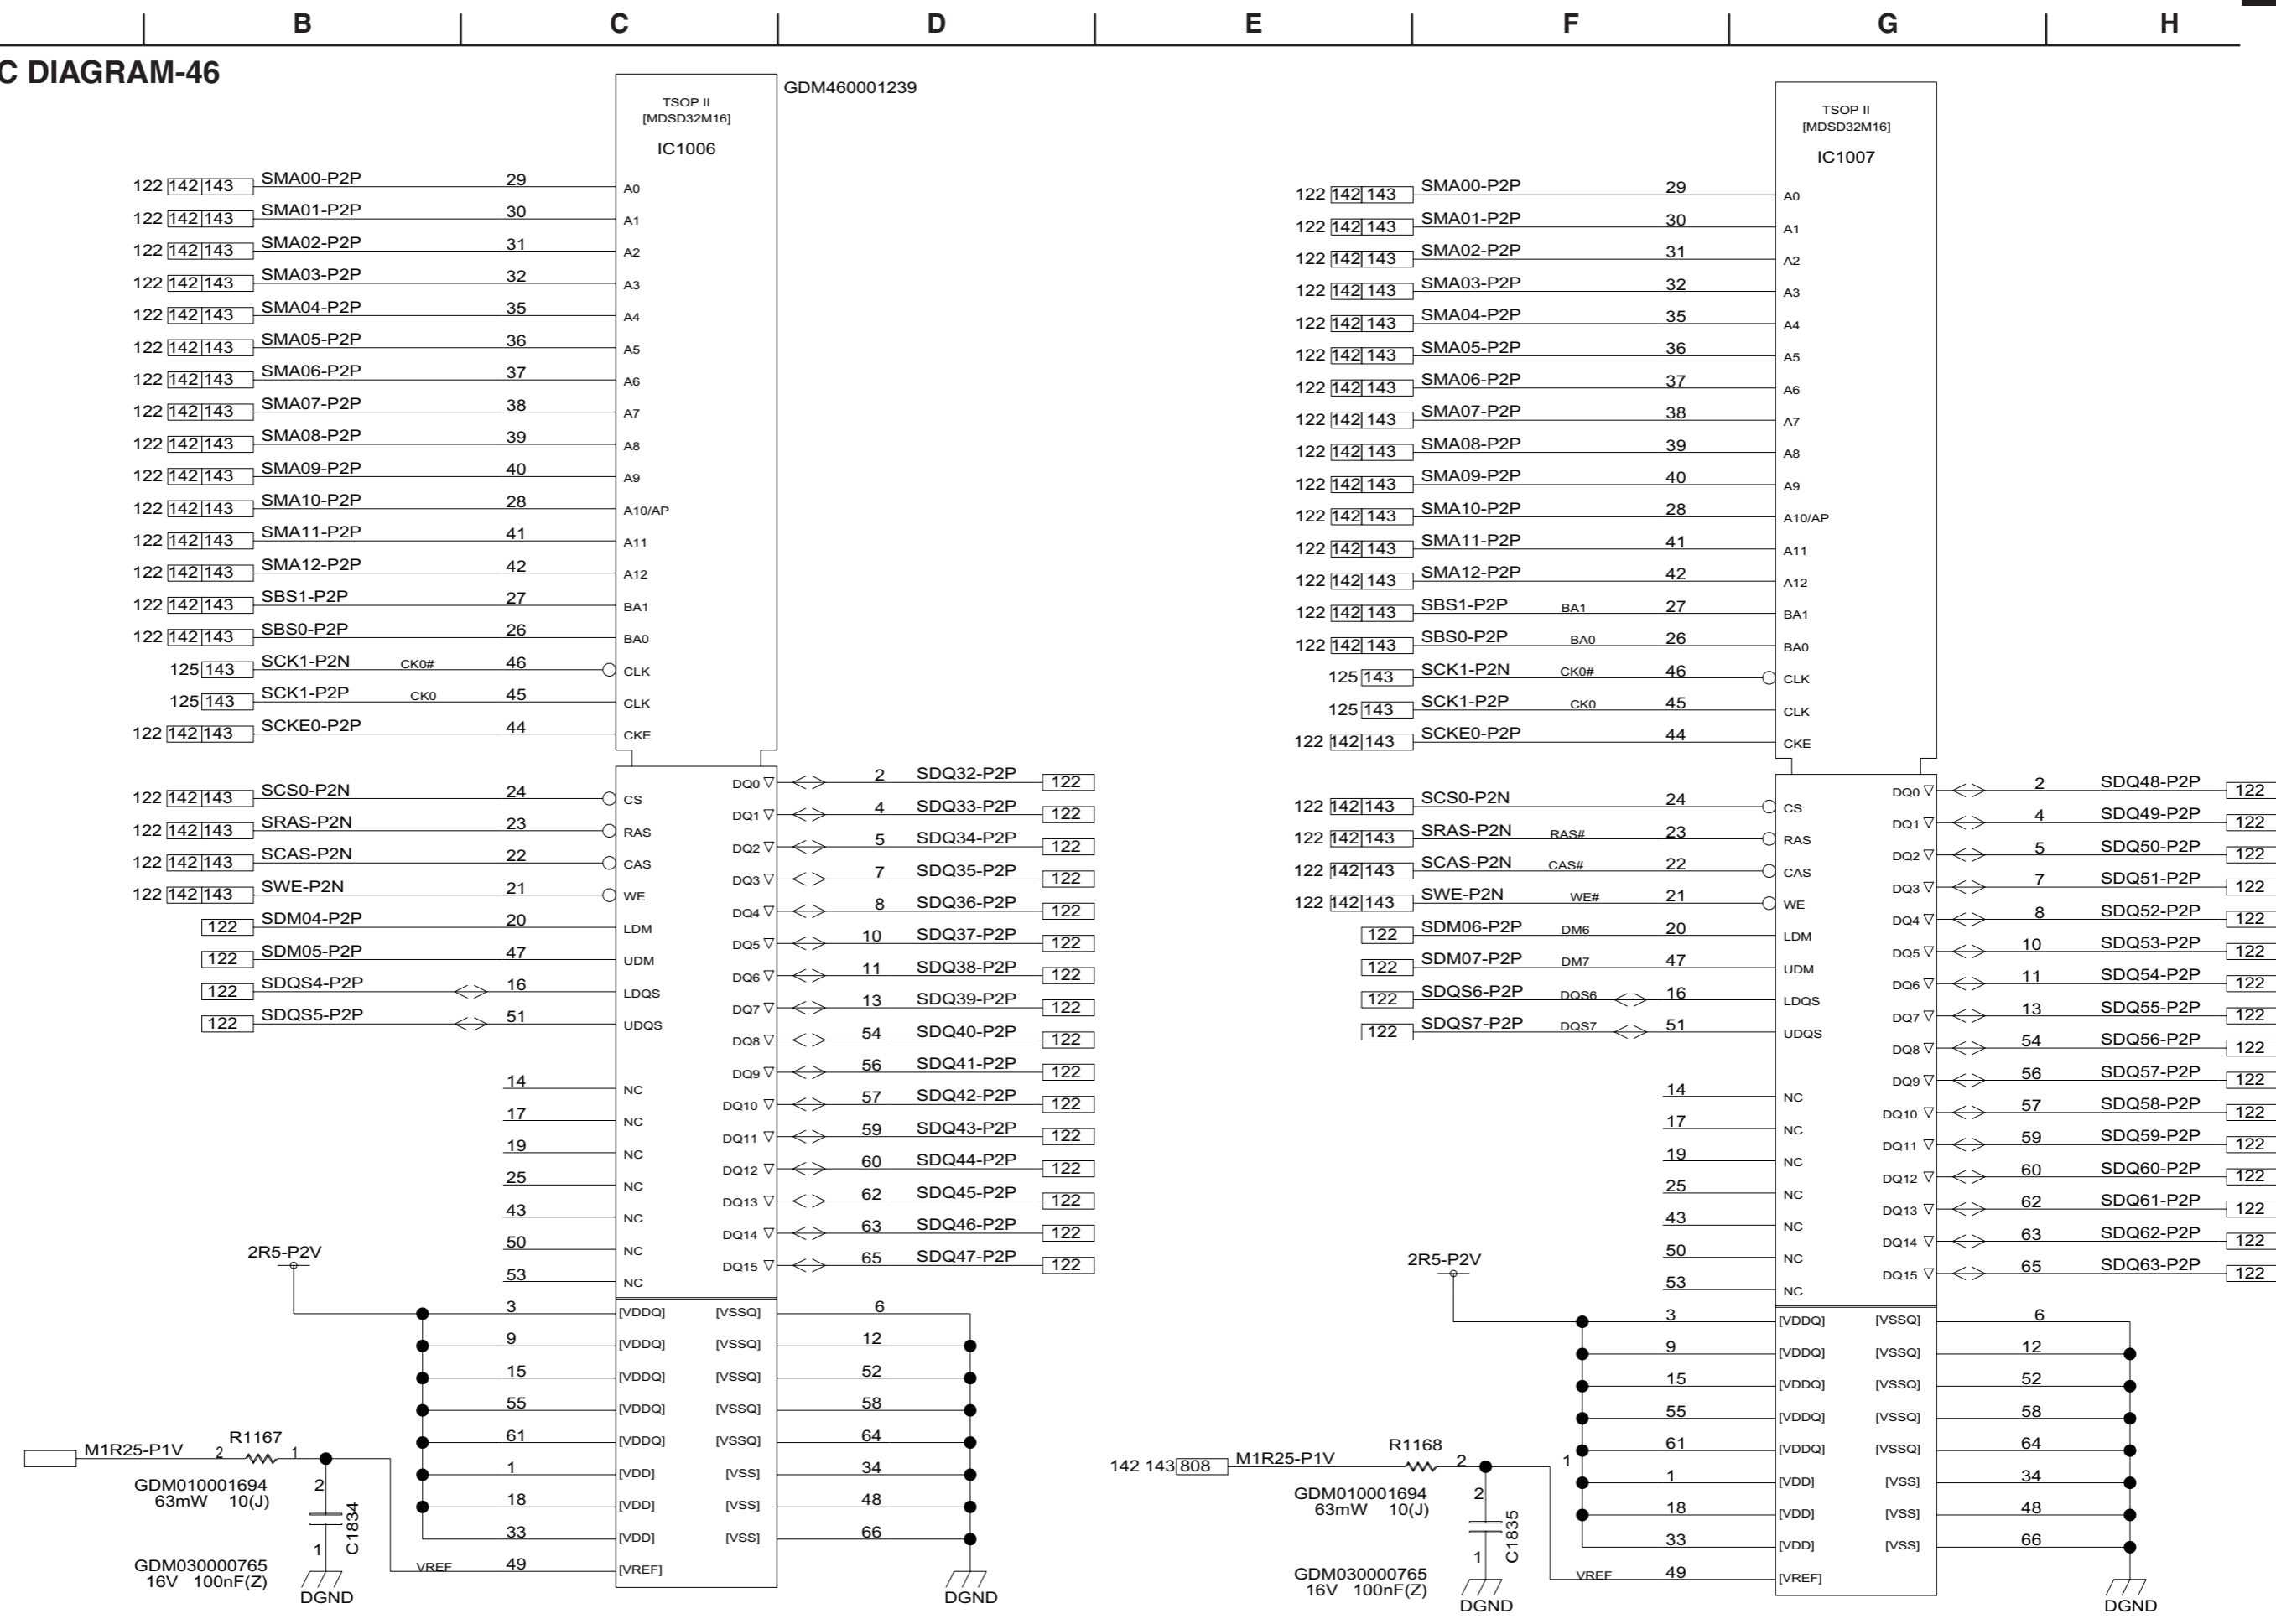 B C D E F G H
C DIAGRAM-46
GDM460001239
TSOP II
[MDSD32M16]
IC1006
122 142 143 SMA00-P2P 29 A0
122 142 143 SMA01-P2P 30 A1
122 142 143 SMA02-P2P 31 A2
122 142 143 SMA03-P2P 32 A3
122 142 143 SMA04-P2P 35 A4
122 142 143 SMA05-P2P 36 A5
122 142 143 SMA06-P2P 37 A6
122 142 143 SMA07-P2P 38 A7
122 142 143 SMA08-P2P 39 A8
122 142 143 SMA09-P2P 40 A9
122 142 143 SMA10-P2P 28 A10/AP
122 142 143 SMA11-P2P 41 A11
122 142 143 SMA12-P2P 42 A12
122 142 143 SBS1-P2P 27 BA1
122 142 143 SBS0-P2P 26 BA0
125 143 SCK1-P2N CK0# 46 CLK
125 143 SCK1-P2P CK0 45 CLK
122 142 143 SCKE0-P2P 44 CKE
122 142 143 SCS0-P2N 24 CS
122 142 143 SRAS-P2N 23 RAS
122 142 143 SCAS-P2N 22 CAS
122 142 143 SWE-P2N 21 WE
122 SDM04-P2P 20 LDM
122 SDM05-P2P 47 UDM
122 SDQS4-P2P 16 LDQS
122 SDQS5-P2P 51 UDQS
14 NC
17 NC
19 NC
25 NC
43 NC
50 NC
53 NC
DQ0 2 SDQ32-P2P 122
DQ1 4 SDQ33-P2P 122
DQ2 5 SDQ34-P2P 122
DQ3 7 SDQ35-P2P 122
DQ4 8 SDQ36-P2P 122
DQ5 10 SDQ37-P2P 122
DQ6 11 SDQ38-P2P 122
DQ7 13 SDQ39-P2P 122
DQ8 54 SDQ40-P2P 122
DQ9 56 SDQ41-P2P 122
DQ10 57 SDQ42-P2P 122
DQ11 59 SDQ43-P2P 122
DQ12 60 SDQ44-P2P 122
DQ13 62 SDQ45-P2P 122
DQ14 63 SDQ46-P2P 122
DQ15 65 SDQ47-P2P 122
2R5-P2V
3 [VDDQ] [VSSQ] 6
9 [VDDQ] [VSSQ] 12
15 [VDDQ] [VSSQ] 52
55 [VDDQ] [VSSQ] 58
61 [VDDQ] [VSSQ] 64
1 [VDD] [VSS] 34
18 [VDD] [VSS] 48
33 [VDD] [VSS] 66
VREF 49 [VREF]
M1R25-P1V 2 R1167 1
GDM010001694
63mW 10(J)
2
C1834
1
GDM030000765
16V 100nF(Z)
DGND
DGND
TSOP II
[MDSD32M16]
IC1007
122 142 143 SMA00-P2P 29 A0
122 142 143 SMA01-P2P 30 A1
122 142 143 SMA02-P2P 31 A2
122 142 143 SMA03-P2P 32 A3
122 142 143 SMA04-P2P 35 A4
122 142 143 SMA05-P2P 36 A5
122 142 143 SMA06-P2P 37 A6
122 142 143 SMA07-P2P 38 A7
122 142 143 SMA08-P2P 39 A8
122 142 143 SMA09-P2P 40 A9
122 142 143 SMA10-P2P 28 A10/AP
122 142 143 SMA11-P2P 41 A11
122 142 143 SMA12-P2P 42 A12
122 142 143 SBS1-P2P BA1 27 BA1
122 142 143 SBS0-P2P BA0 26 BA0
125 143 SCK1-P2N CK0# 46 CLK
125 143 SCK1-P2P CK0 45 CLK
122 142 143 SCKE0-P2P 44 CKE
122 142 143 SCS0-P2N 24 CS
122 142 143 SRAS-P2N RAS# 23 RAS
122 142 143 SCAS-P2N CAS# 22 CAS
122 142 143 SWE-P2N WE# 21 WE
122 SDM06-P2P DM6 20 LDM
122 SDM07-P2P DM7 47 UDM
122 SDQS6-P2P DQS6 16 LDQS
122 SDQS7-P2P DQS7 51 UDQS
14 NC
17 NC
19 NC
25 NC
43 NC
50 NC
53 NC
DQ0 2 SDQ48-P2P 122
DQ1 4 SDQ49-P2P 122
DQ2 5 SDQ50-P2P 122
DQ3 7 SDQ51-P2P 122
DQ4 8 SDQ52-P2P 122
DQ5 10 SDQ53-P2P 122
DQ6 11 SDQ54-P2P 122
DQ7 13 SDQ55-P2P 122
DQ8 54 SDQ56-P2P 122
DQ9 56 SDQ57-P2P 122
DQ10 57 SDQ58-P2P 122
DQ11 59 SDQ59-P2P 122
DQ12 60 SDQ60-P2P 122
DQ13 62 SDQ61-P2P 122
DQ14 63 SDQ62-P2P 122
DQ15 65 SDQ63-P2P 122
2R5-P2V
3 [VDDQ] [VSSQ] 6
9 [VDDQ] [VSSQ] 12
15 [VDDQ] [VSSQ] 52
55 [VDDQ] [VSSQ] 58
61 [VDDQ] [VSSQ] 64
1 [VDD] [VSS] 34
18 [VDD] [VSS] 48
33 [VDD] [VSS] 66
VREF 49 [VREF]
142 143 808 M1R25-P1V R1168 2 1
GDM010001694
63mW 10(J)
2
C1835
1
GDM030000765
16V 100nF(Z)
DGND
DGND